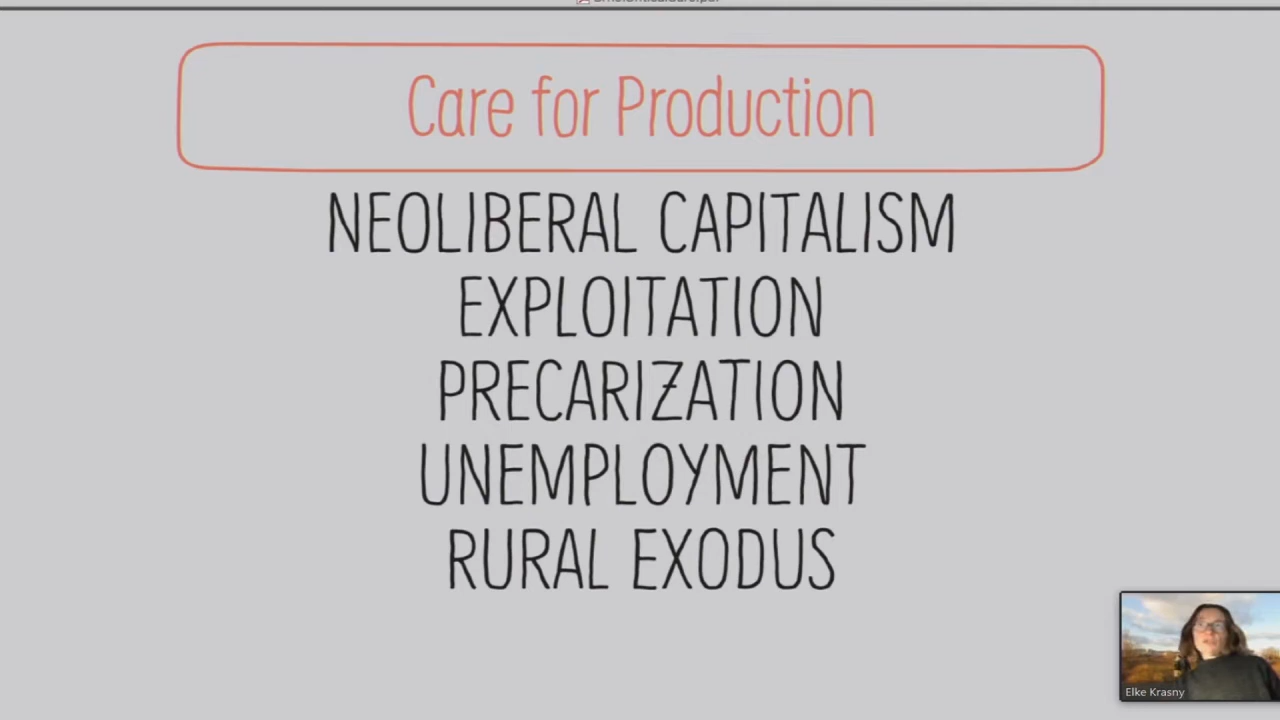 Care for Production
NEOLIBERAL CAPITALISM
EXPLOITATION
PRECARIZATION
UNEMPLOYMENT
RURAL EXODUS
Elke Krasny